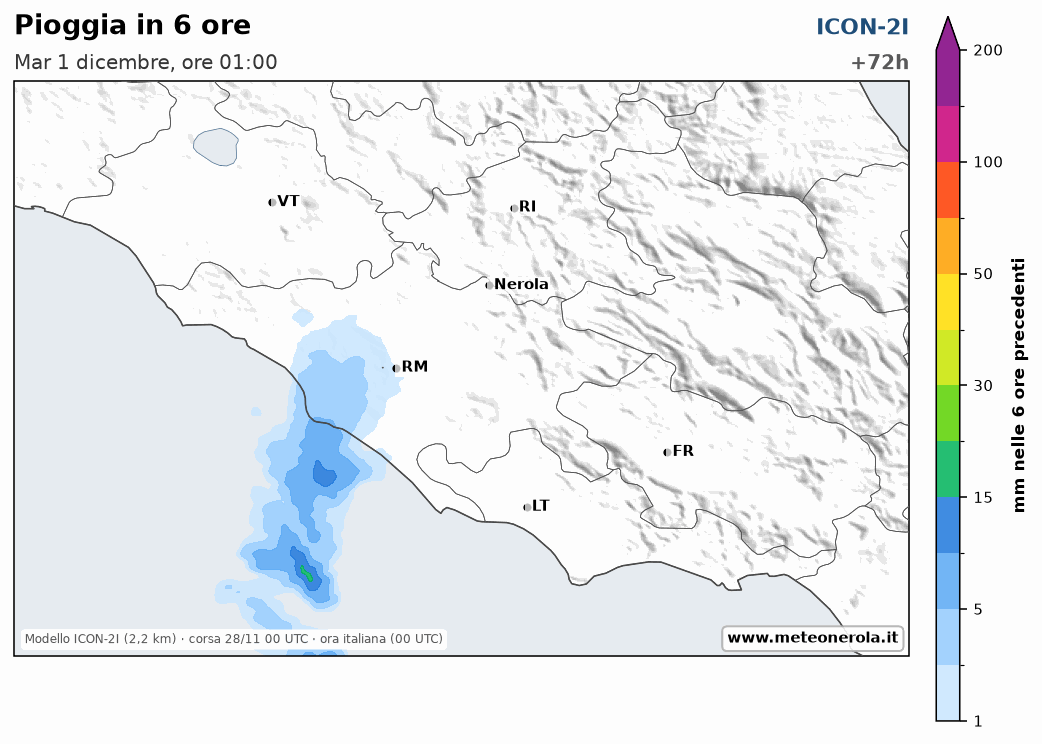 Pioggia in 6 ore
ICON-2I
Mar 1 dicembre, ore 01:00
+72h
VT
RI
Nerola
RM
FR
LT
Modello ICON-2I (2,2 km) · corsa 28/11 00 UTC · ora italiana (00 UTC)
www.meteonerola.it
200
100
50
30
15
5
1
mm nelle 6 ore precedenti